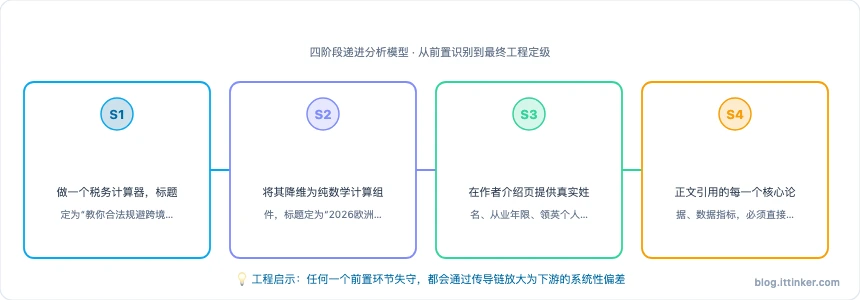 四阶段递进分析模型 · 从前置识别到最终工程定级
S1
做一个税务计算器，标题
定为"教你合法规避跨境...
S2
将其降维为纯数学计算组
件，标题定为"2026欧洲...
S3
在作者介绍页提供真实姓
名、从业年限、领英个人...
S4
正文引用的每一个核心论
据、数据指标，必须直接...
💡 工程启示：任何一个前置环节失守，都会通过传导链放大为下游的系统性偏差
blog.lttinker.com